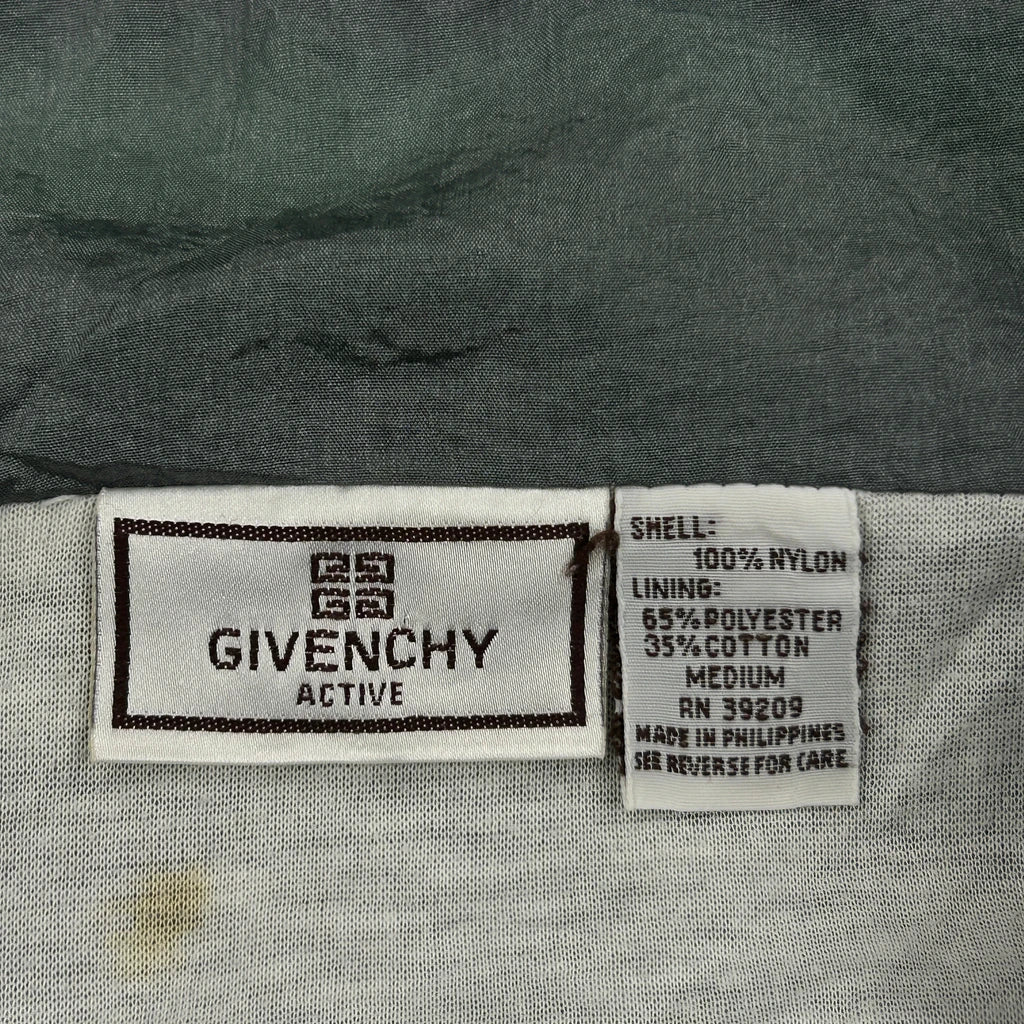 GIVENCHY
ACTIVE
SHELL:
100% NYLON
LINING:
65% POLYESTER
35% COTTON
MEDIUM
RN 39209
MADE IN PHILIPPINES
SEE REVERSE FOR CARE